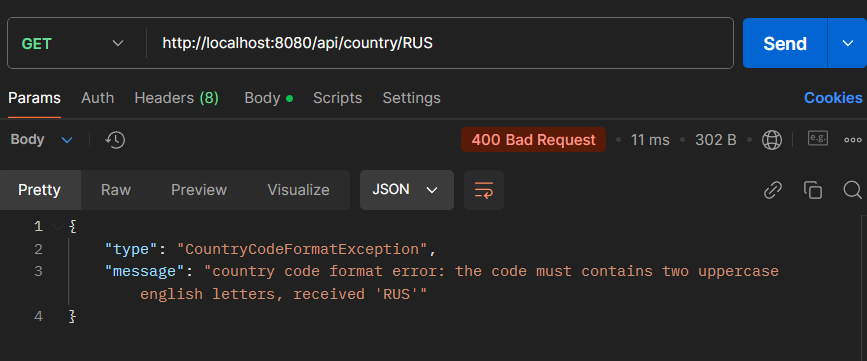 GET http://localhost:8080/api/country/RUS Send
Params Auth Headers (8) Body Scripts Settings Cookies
Body 400 Bad Request 11 ms 302 B e.g.
Pretty Raw Preview Visualize JSON
1 {
2 "type": "CountryCodeFormatException",
3 "message": "country code format error: the code must contains two uppercase
english letters, received 'RUS'"
4 }